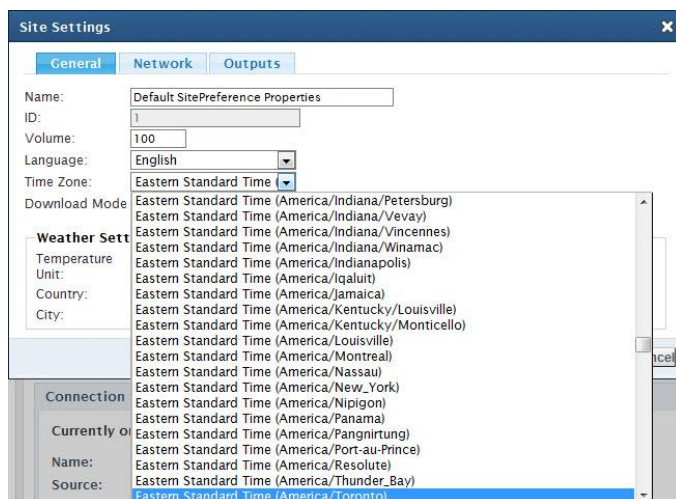 Site Settings
General Network Outputs
Name: Default SitePreference Properties
ID: 1
Volume: 100
Language: English
Time Zone: Eastern Standard Time (
Download Mode
Eastern Standard Time (America/Indiana/Petersburg)
Eastern Standard Time (America/Indiana/Vevay)
Eastern Standard Time (America/Indiana/Vincennes)
Eastern Standard Time (America/Indiana/Winamac)
Eastern Standard Time (America/Indianapolis)
Eastern Standard Time (America/Iqaluit)
Eastern Standard Time (America/Jamaica)
Eastern Standard Time (America/Kentucky/Louisville)
Eastern Standard Time (America/Kentucky/Monticello)
Eastern Standard Time (America/Louisville)
Eastern Standard Time (America/Montreal)
Eastern Standard Time (America/Nassau)
Eastern Standard Time (America/New_York)
Eastern Standard Time (America/Nipigon)
Eastern Standard Time (America/Panama)
Eastern Standard Time (America/Pangnirtung)
Eastern Standard Time (America/Port-au-Prince)
Eastern Standard Time (America/Resolute)
Eastern Standard Time (America/Thunder_Bay)
Eastern Standard Time (America/Toronto)
Weather Sett
Temperature
Unit:
Country:
City:
ncel
Connection
Currently o
Name:
Source: